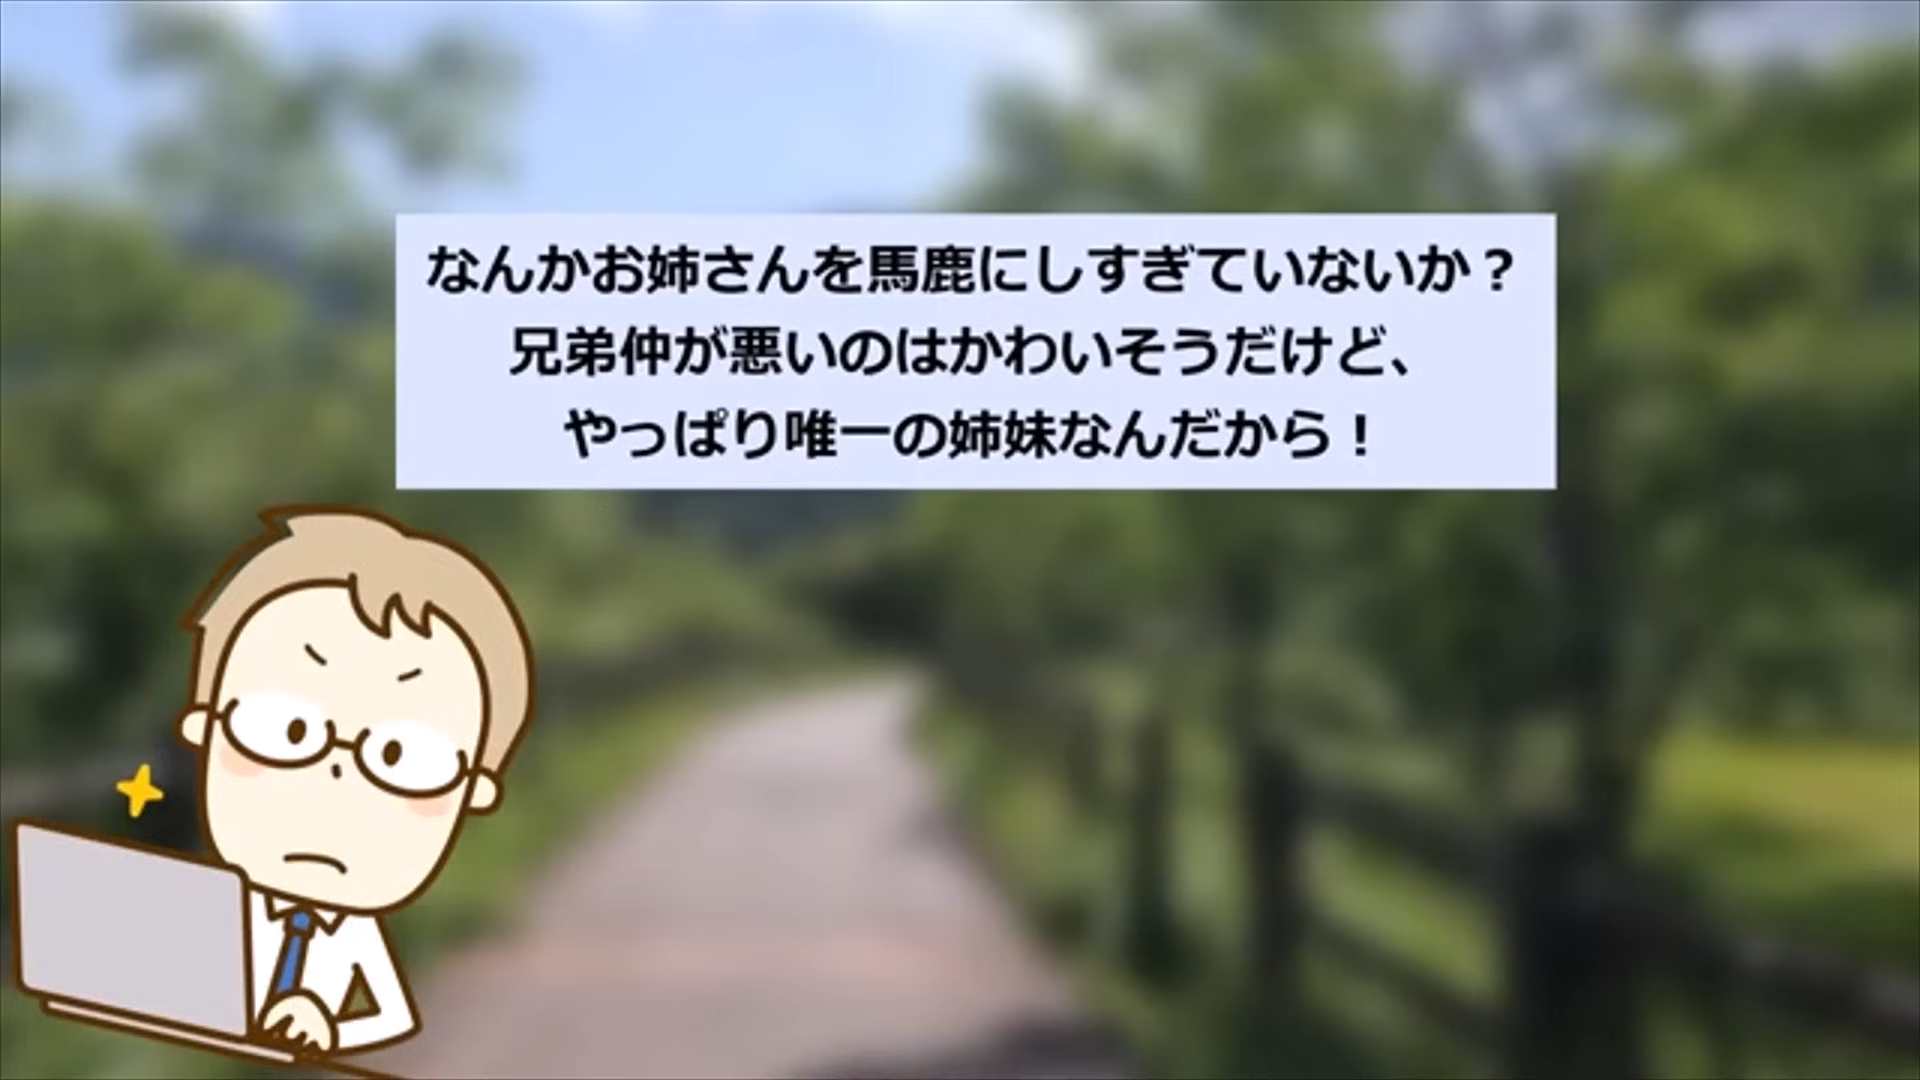 なんかお姉さんを馬鹿にしすぎていないか？
兄弟仲が悪いのはかわいそうだけど、
やっぱり唯一の姉妹なんだから！